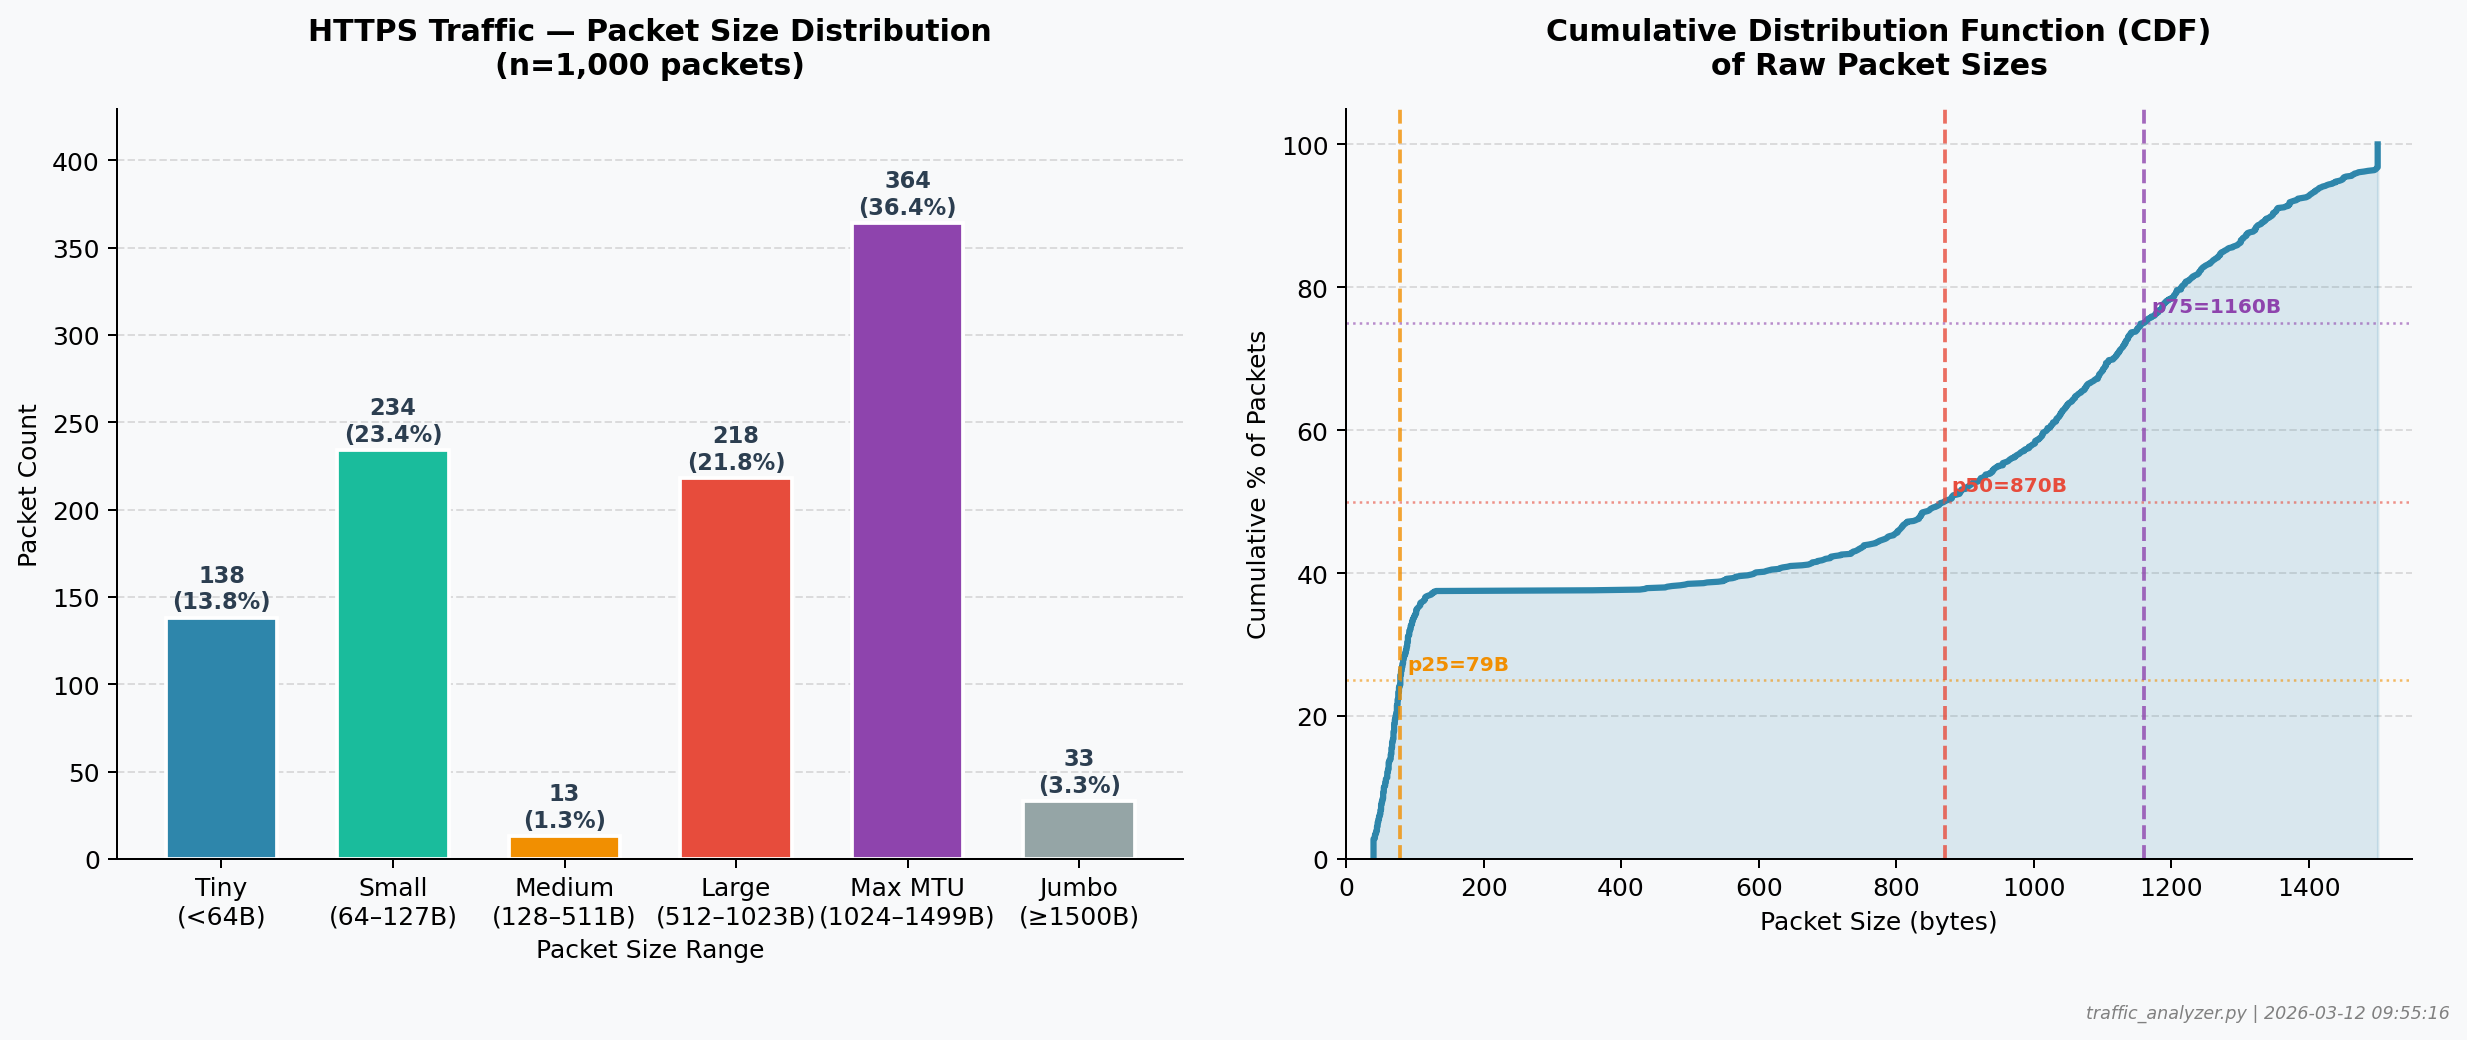 HTTPS Traffic — Packet Size Distribution
(n=1,000 packets)
Packet Count
400
350
300
250
200
150
100
50
0
138
(13.8%)
234
(23.4%)
13
(1.3%)
218
(21.8%)
364
(36.4%)
33
(3.3%)
Tiny
(<64B)
Small
(64–127B)
Medium
(128–511B)
Large
(512–1023B)
Max MTU
(1024–1499B)
Jumbo
(≥1500B)
Packet Size Range
Cumulative Distribution Function (CDF)
of Raw Packet Sizes
Cumulative % of Packets
100
80
60
40
20
0
p75=1160B
p50=870B
p25=79B
0 200 400 600 800 1000 1200 1400
Packet Size (bytes)
traffic_analyzer.py | 2026-03-12 09:55:16